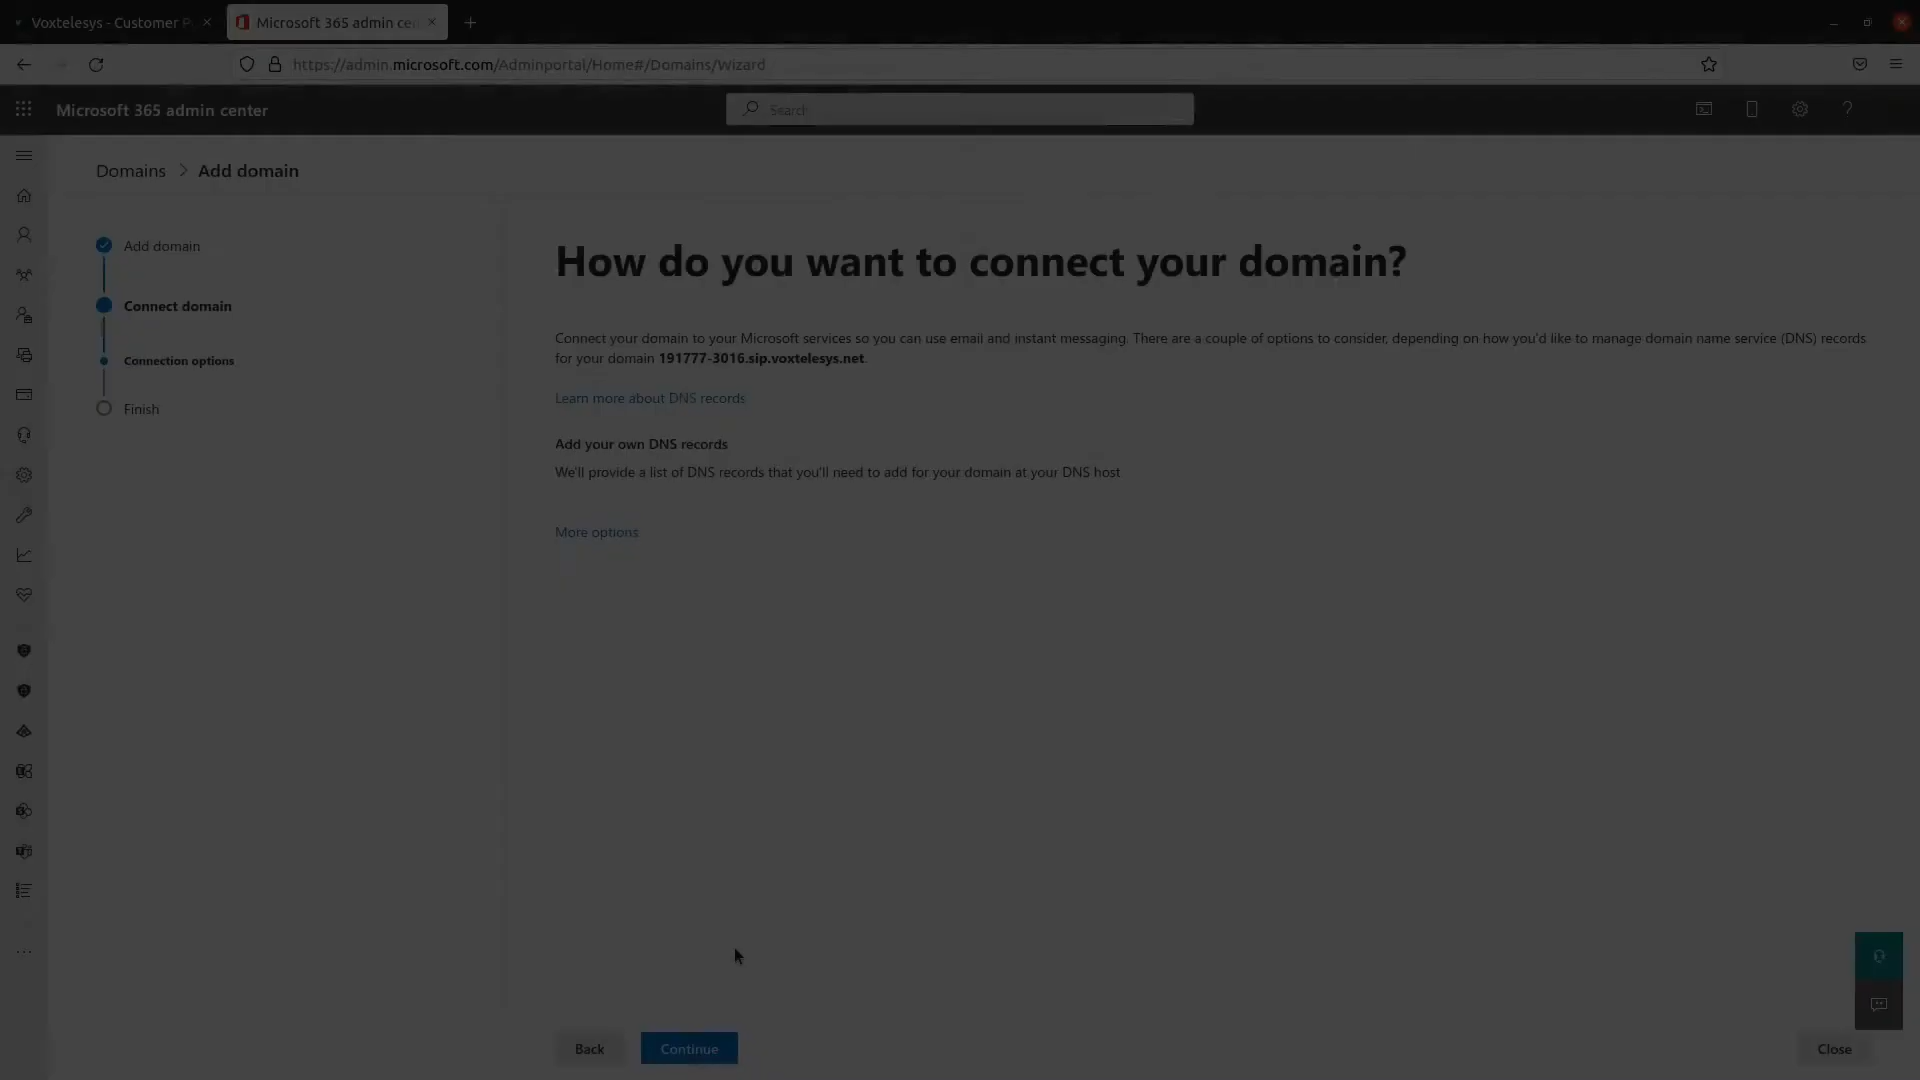 Voxtelesys - Customer P
Microsoft 365 admin cen
https://admin.microsoft.com/Adminportal/Home#/Domains/Wizard
Microsoft 365 admin center
Search
Domains > Add domain
Add domain
Connect domain
Connection options
Finish
How do you want to connect your domain?
Connect your domain to your Microsoft services so you can use email and instant messaging. There are a couple of options to consider, depending on how you'd like to manage domain name service (DNS) records
for your domain 191777-3016.sip.voxtelesys.net.
Learn more about DNS records
Add your own DNS records
We'll provide a list of DNS records that you'll need to add for your domain at your DNS host
More options
Back
Continue
Close